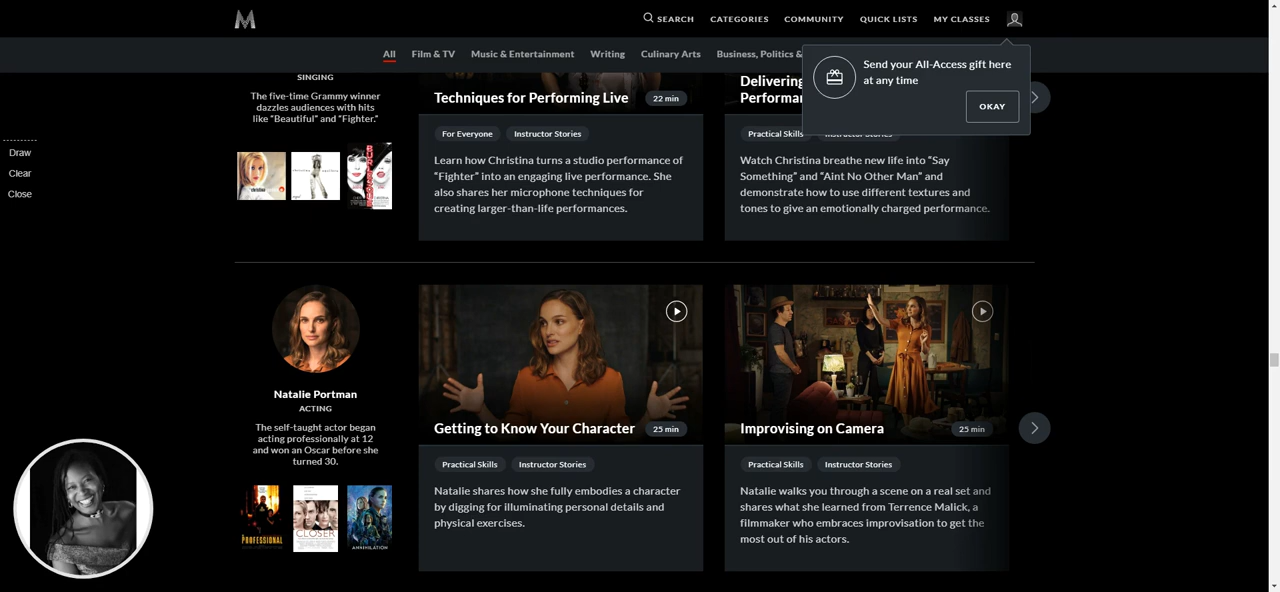 M
SEARCH
CATEGORIES
COMMUNITY
QUICK LISTS
MY CLASSES
All
Film & TV
Music & Entertainment
Writing
Culinary Arts
Business, Politics &
Send your All-Access gift here
at any time
OKAY
Draw
Clear
Close
SINGING
The five-time Grammy winner
dazzles audiences with hits
like “Beautiful” and “Fighter.”
Techniques for Performing Live
22 min
For Everyone
Instructor Stories
Learn how Christina turns a studio performance of
“Fighter” into an engaging live performance. She
also shares her microphone techniques for
creating larger-than-life performances.
Delivering
Performa
Practical Skills
Instructor Stories
Watch Christina breathe new life into “Say
Something” and “Aint No Other Man” and
demonstrate how to use different textures and
tones to give an emotionally charged performance.
Natalie Portman
ACTING
The self-taught actor began
acting professionally at 12
and won an Oscar before she
turned 30.
PROFESSIONAL
CLOSER
ANNIHILATION
Getting to Know Your Character
25 min
Practical Skills
Instructor Stories
Natalie shares how she fully embodies a character
by digging for illuminating personal details and
physical exercises.
Improvising on Camera
25 min
Practical Skills
Instructor Stories
Natalie walks you through a scene on a real set and
shares what she learned from Terrence Malick, a
filmmaker who embraces improvisation to get the
most out of his actors.